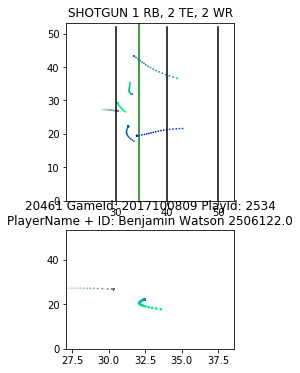 SHOTGUN 1 RB, 2 TE, 2 WR
50
40
30
20
10
0
30 40 50
20461 GameId: 2017100809 PlayId: 2534
PlayerName + ID: Benjamin Watson 2506122.0
40
20
0
27.5 30.0 32.5 35.0 37.5